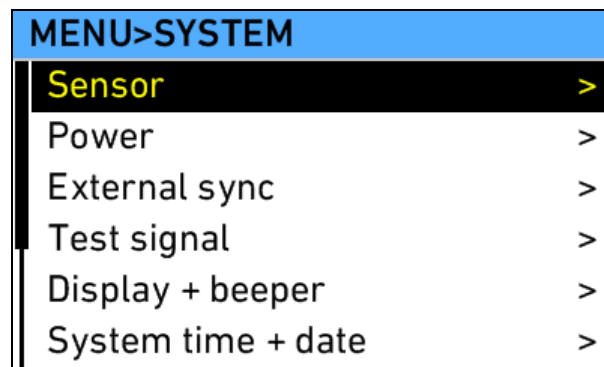 MENU>SYSTEM
Sensor >
Power >
External sync >
Test signal >
Display + beeper >
System time + date >